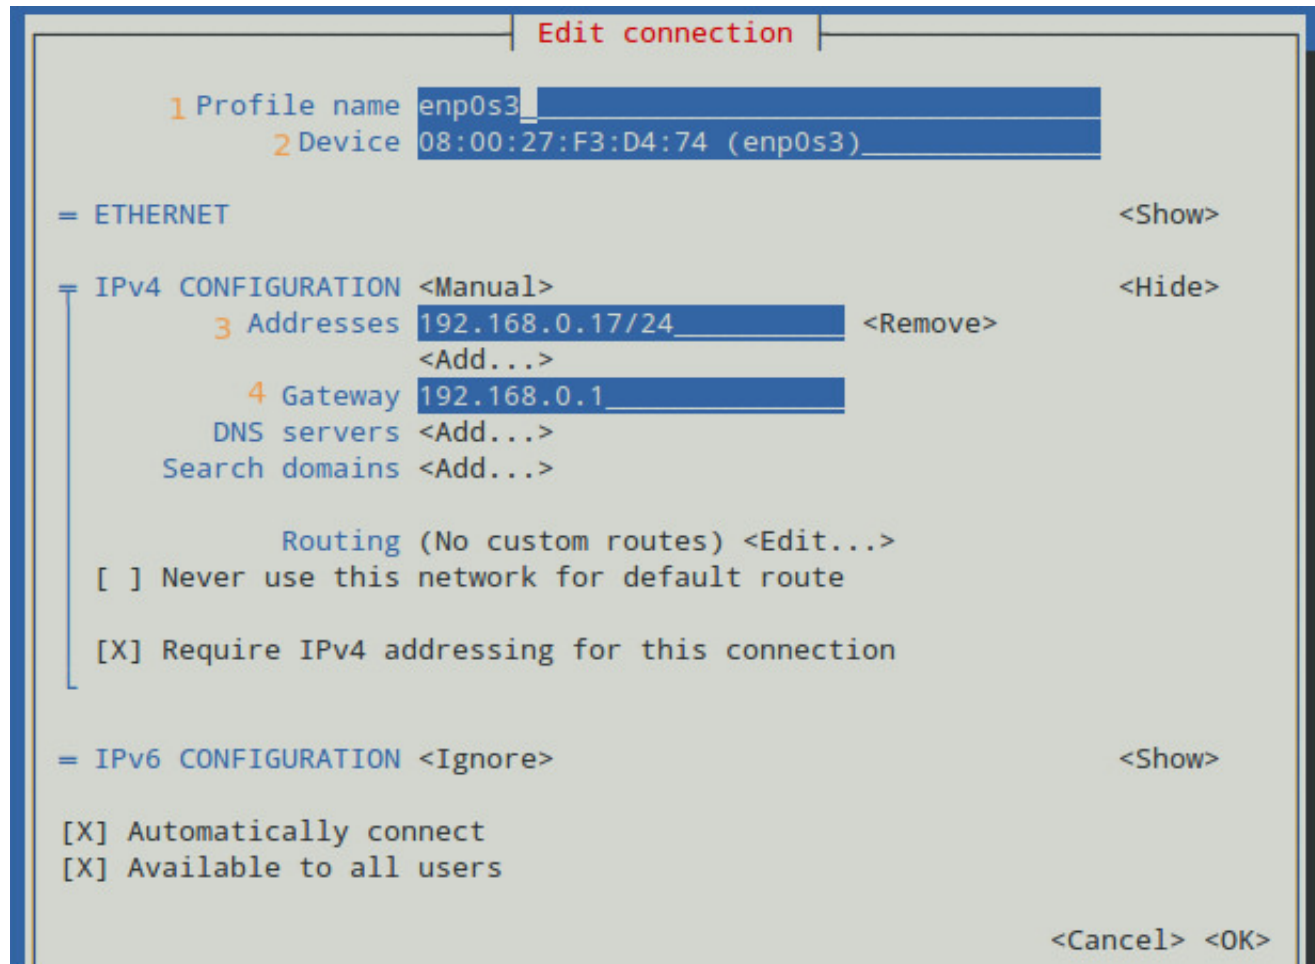 Edit connection
1 Profile name enp0s3_
2 Device 08:00:27:F3:D4:74 (enp0s3)
= ETHERNET <Show>
IPv4 CONFIGURATION <Manual> <Hide>
3 Addresses 192.168.0.17/24 <Remove>
<Add...>
4 Gateway 192.168.0.1
DNS servers <Add...>
Search domains <Add...>
Routing (No custom routes) <Edit...>
[ ] Never use this network for default route
[X] Require IPv4 addressing for this connection
= IPv6 CONFIGURATION <Ignore> <Show>
[X] Automatically connect
[X] Available to all users
<Cancel> <OK>